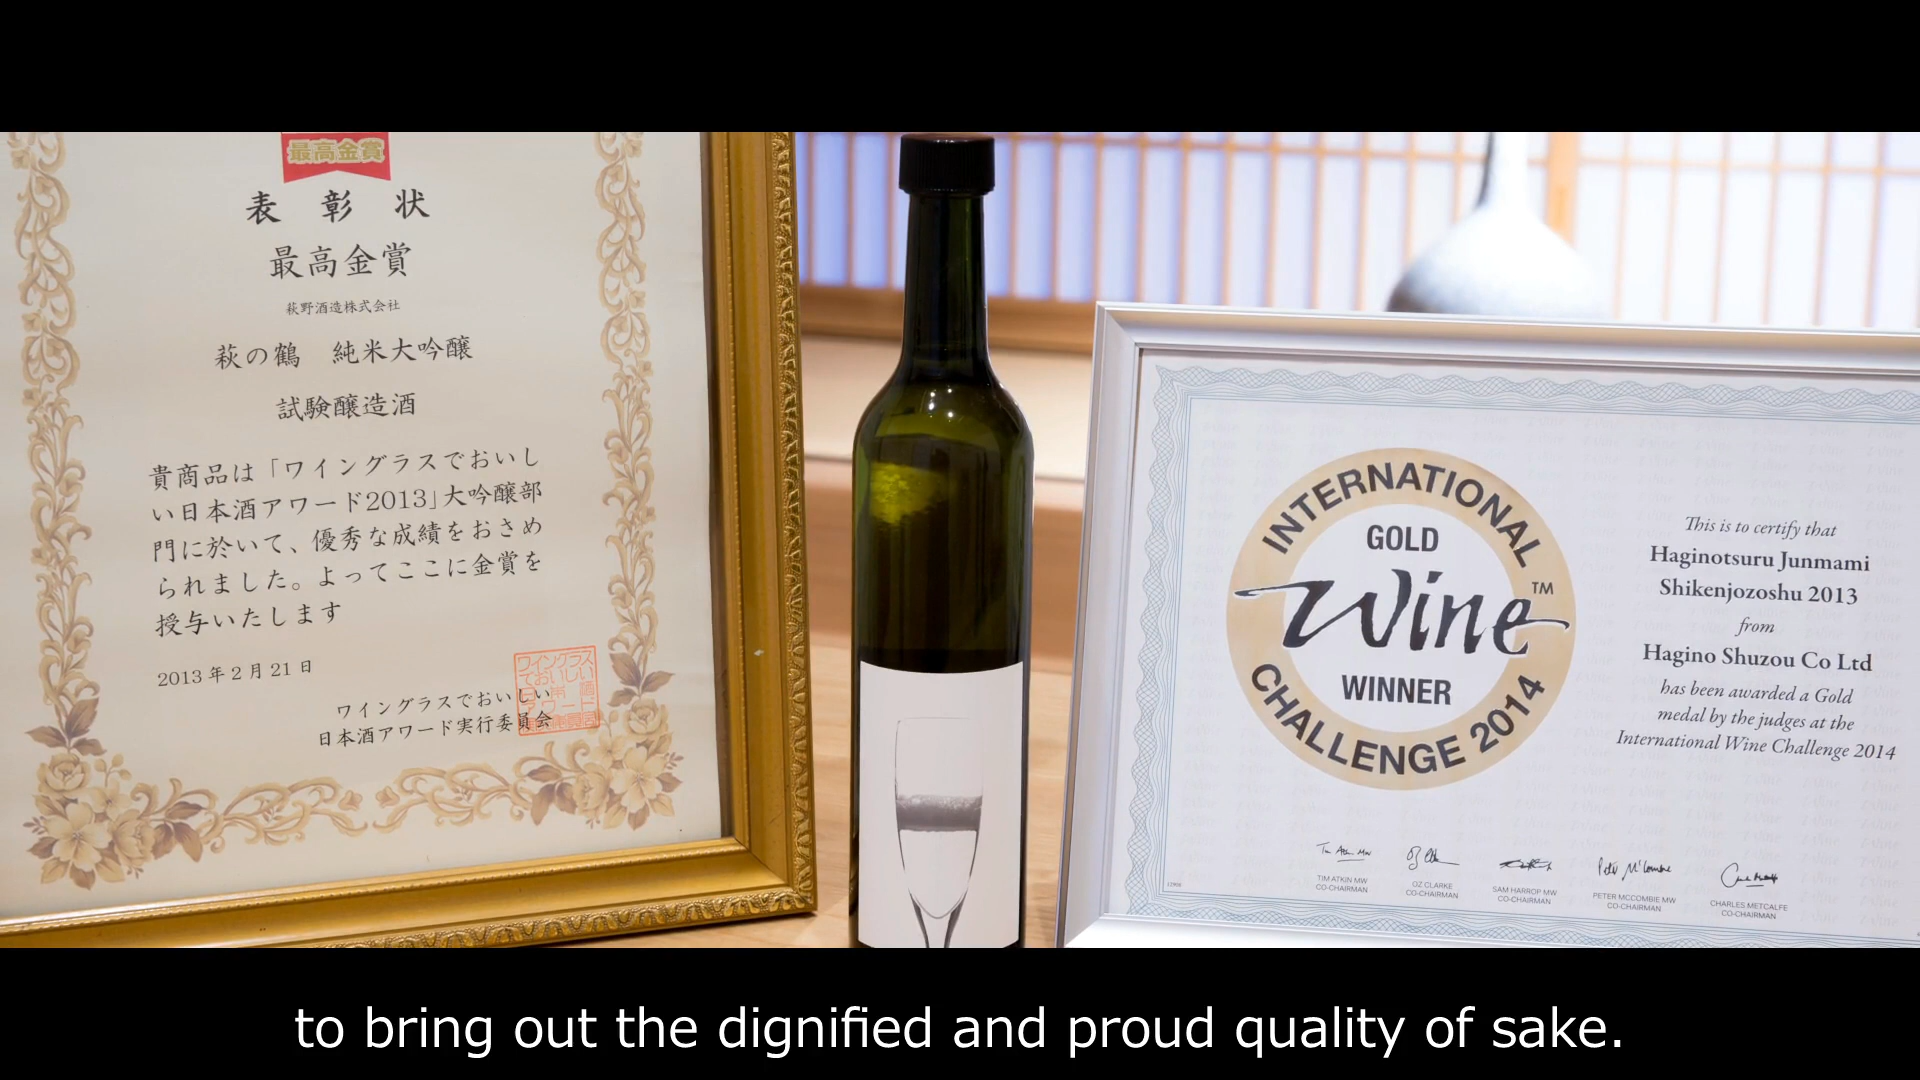 最高金賞
表 彰 状
最高金賞
萩野酒造株式会社
萩の鶴 純米大吟醸
試験醸造酒
貴商品は「ワイングラスでおいし
い日本酒アワード2013」大吟醸部
門に於いて、優秀な成績をおさめ
られました。よってここに金賞を
授与いたします
2013年2月21日
ワイングラスでおいしい
日本酒アワード実行委員会
INTERNATIONAL
GOLD
Wine™
WINNER
CHALLENGE 2014
This is to certify that
Haginotsuru Junmami
Shikenjozoshu 2013
from
Hagino Shuzou Co Ltd
has been awarded a Gold
medal by the judges at the
International Wine Challenge 2014
TIM ATKIN MW
CO-CHAIRMAN
OZ CLARKE
CO-CHAIRMAN
SAM HARROP MW
CO-CHAIRMAN
PETER MCCOMBIE MW
CO-CHAIRMAN
CHARLES METCALFE
CO-CHAIRMAN
to bring out the dignified and proud quality of sake.